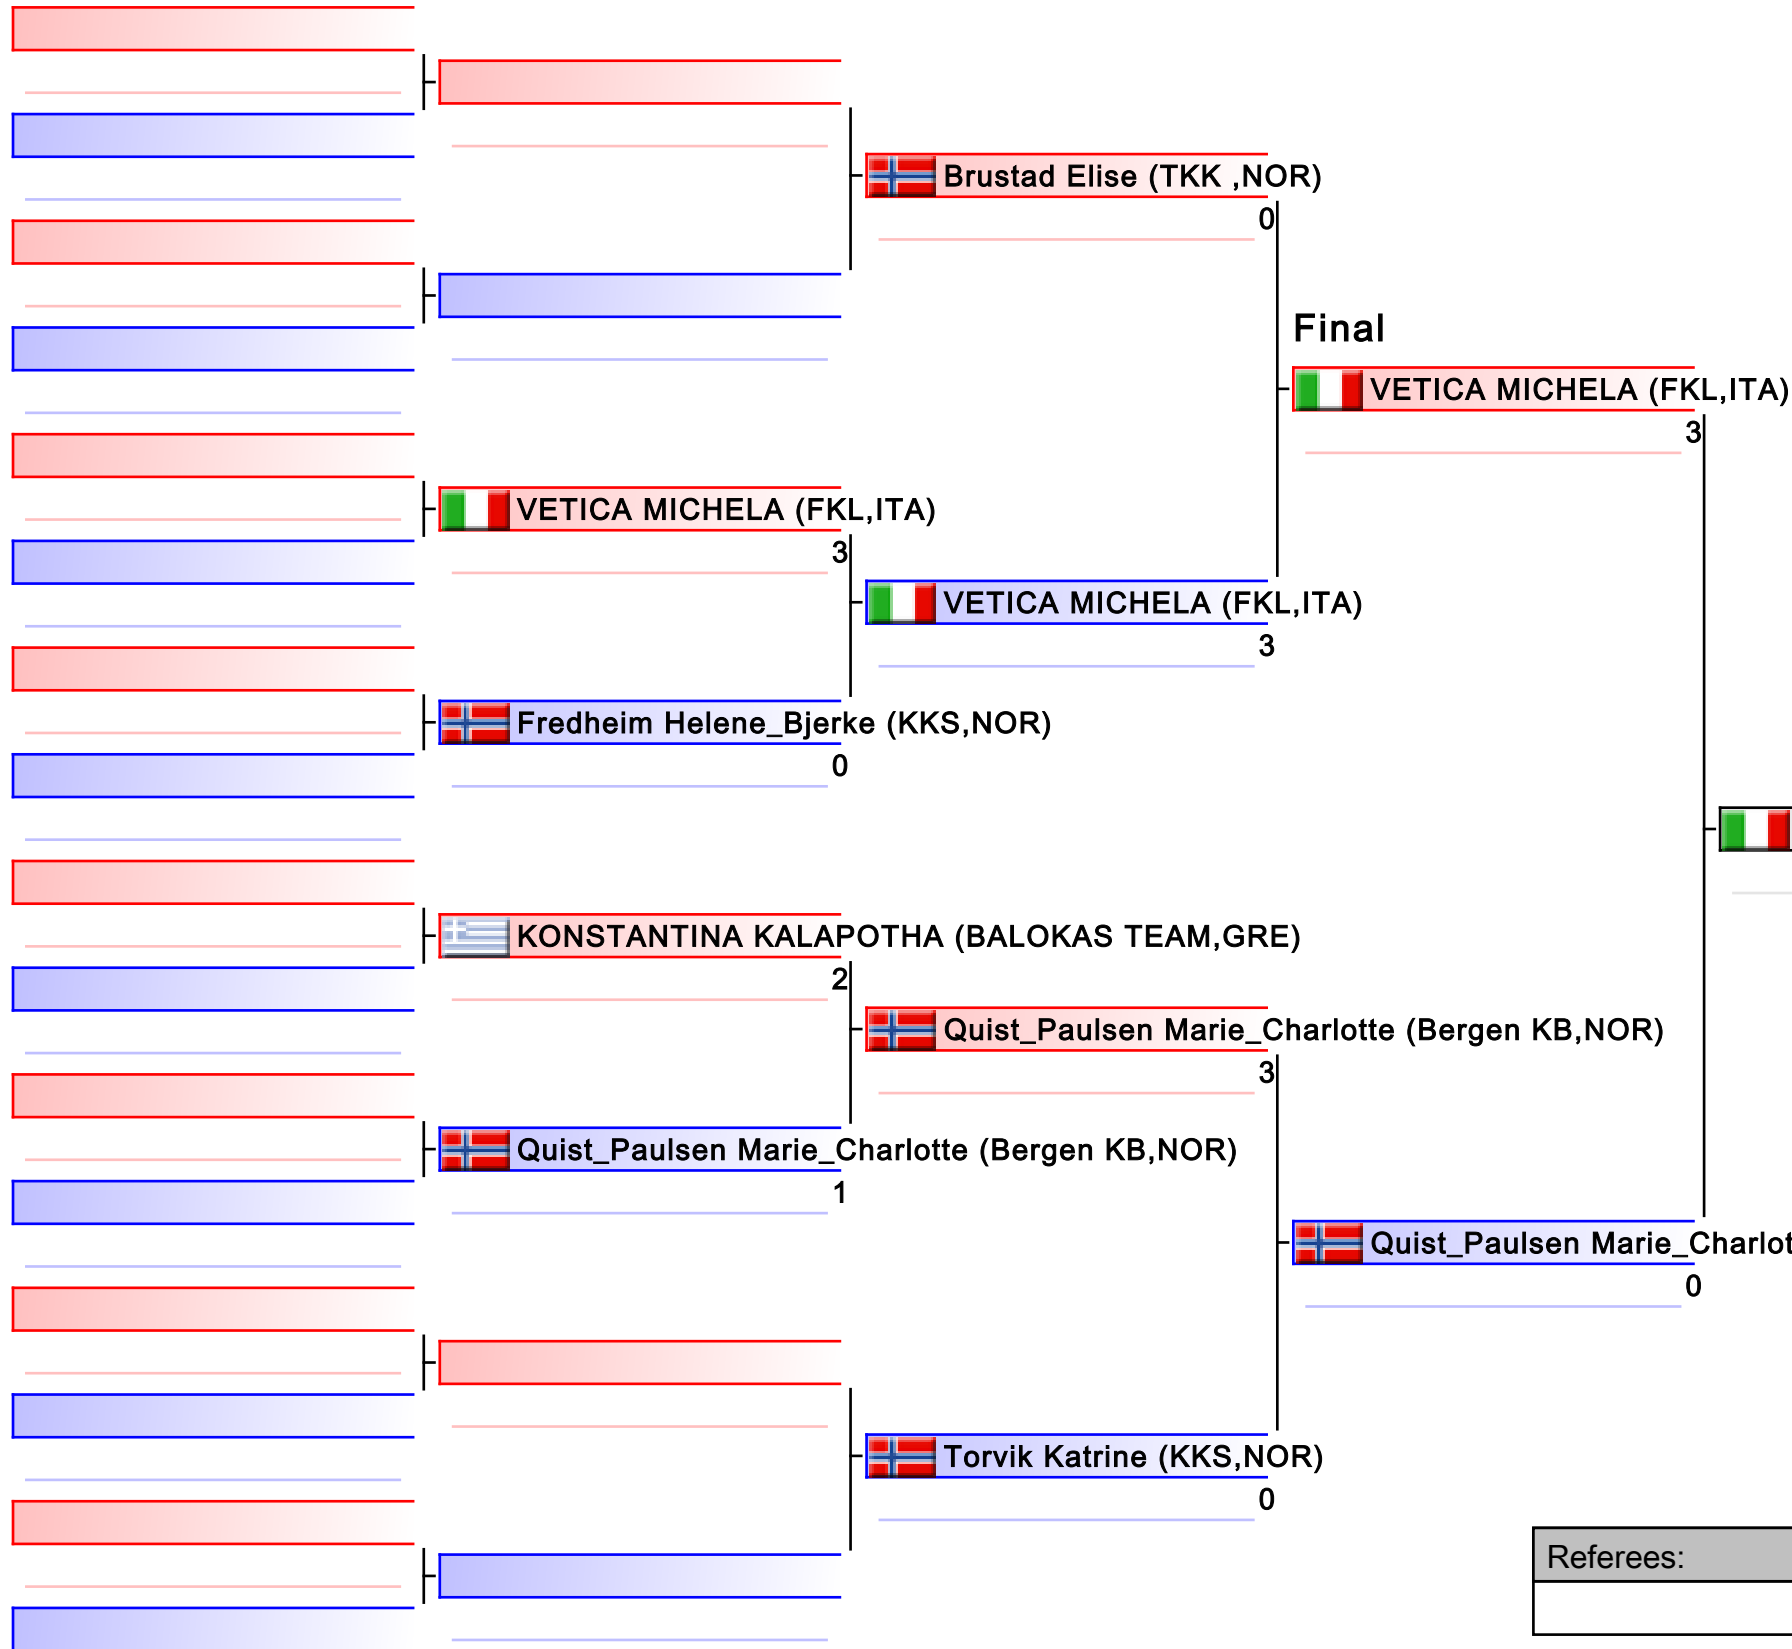 Brustad Elise (TKK ,NOR)
0
Final
VETICA MICHELA (FKL,ITA)
3
VETICA MICHELA (FKL,ITA)
3
VETICA MICHELA (FKL,ITA)
3
Fredheim Helene_Bjerke (KKS,NOR)
0
KONSTANTINA KALAPOTHA (BALOKAS TEAM,GRE)
2
Quist_Paulsen Marie_Charlotte (Bergen KB,NOR)
3
Quist_Paulsen Marie_Charlotte (Bergen KB,NOR)
1
Quist_Paulsen Marie_Charlot
0
Torvik Katrine (KKS,NOR)
0
Referees: